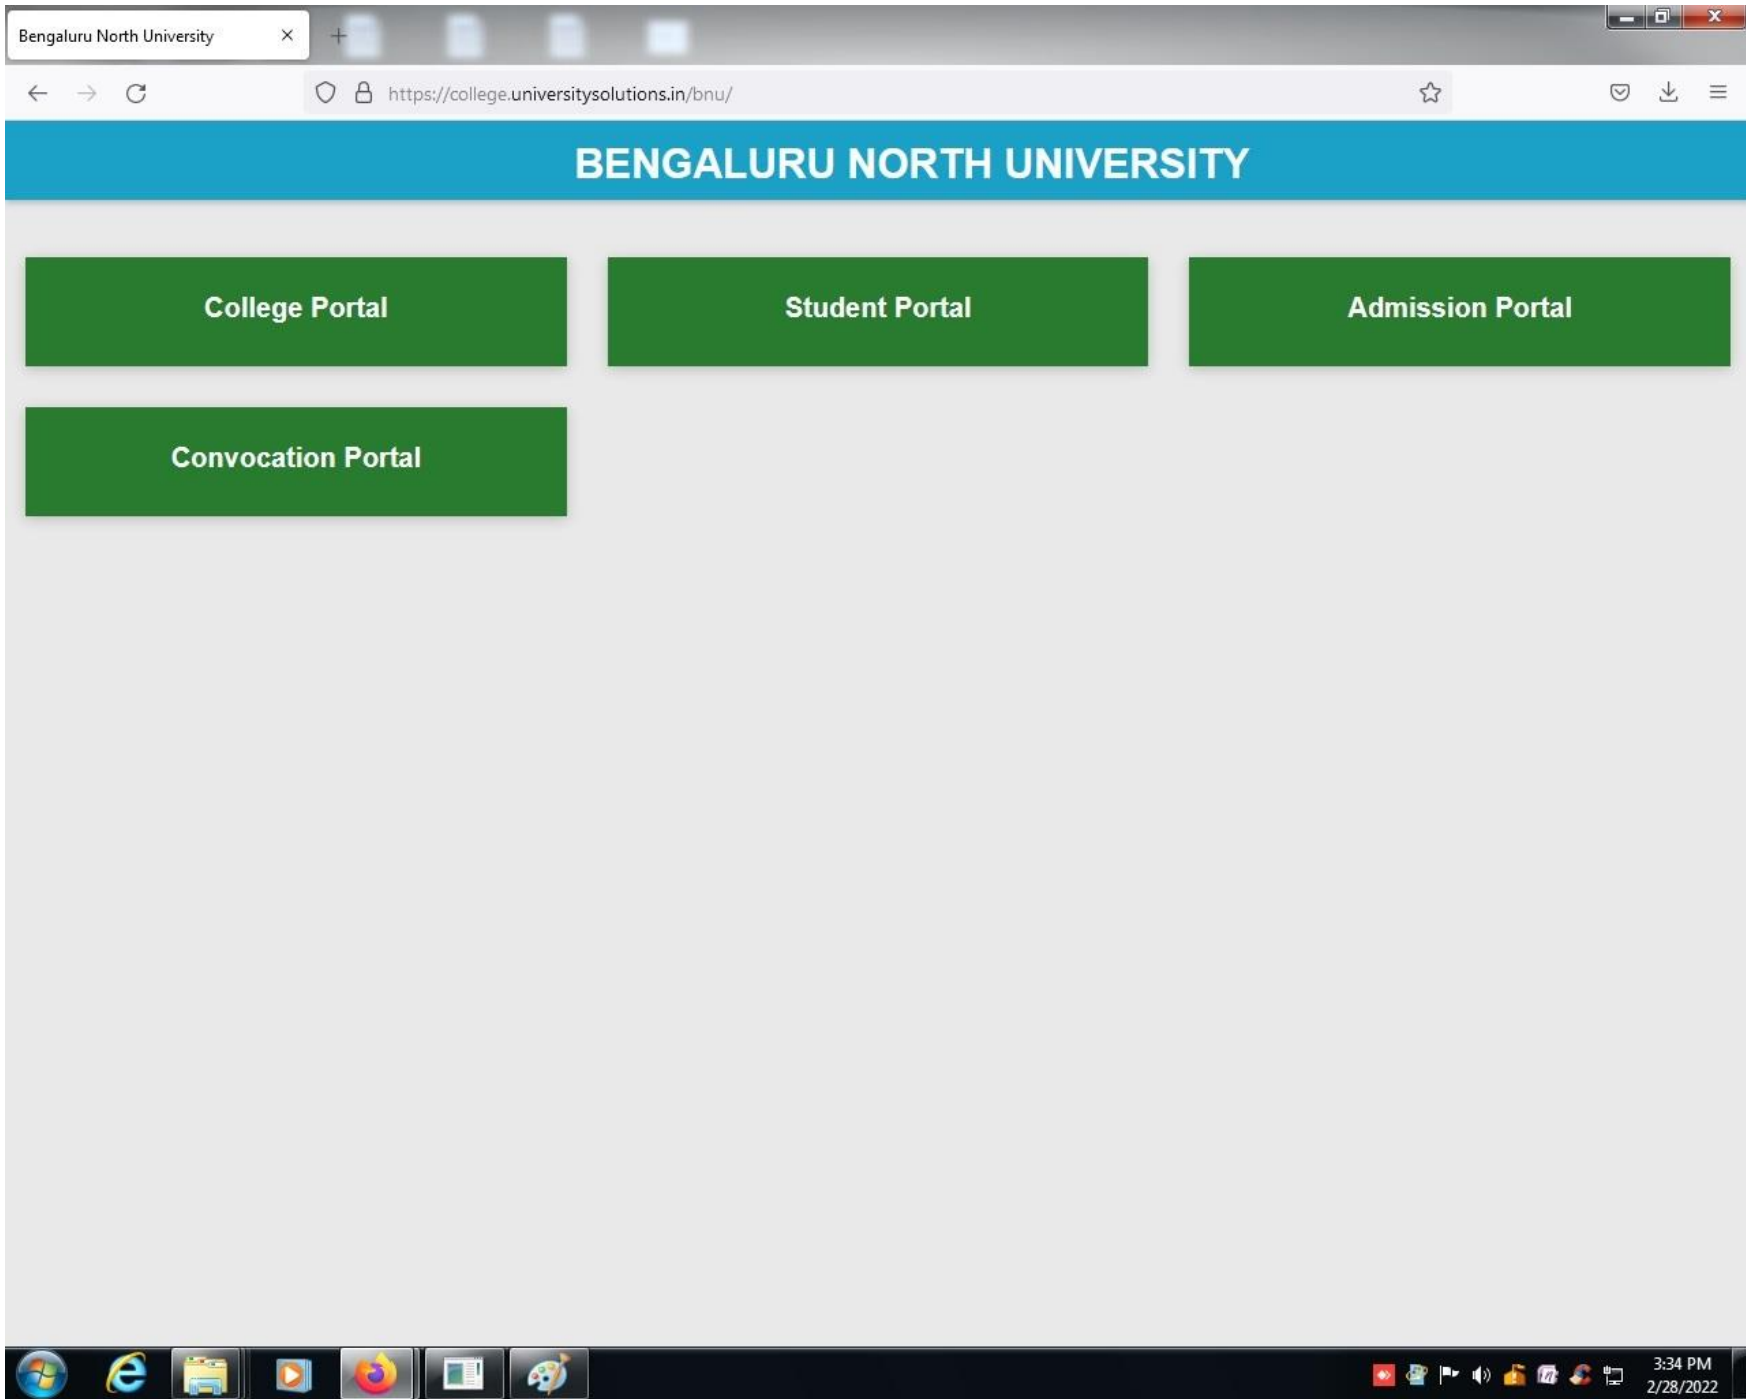 Bengaluru North University
https://college.universitysolutions.in/bnu/
BENGALURU NORTH UNIVERSITY
College Portal
Student Portal
Admission Portal
Convocation Portal
3:34 PM
2/28/2022